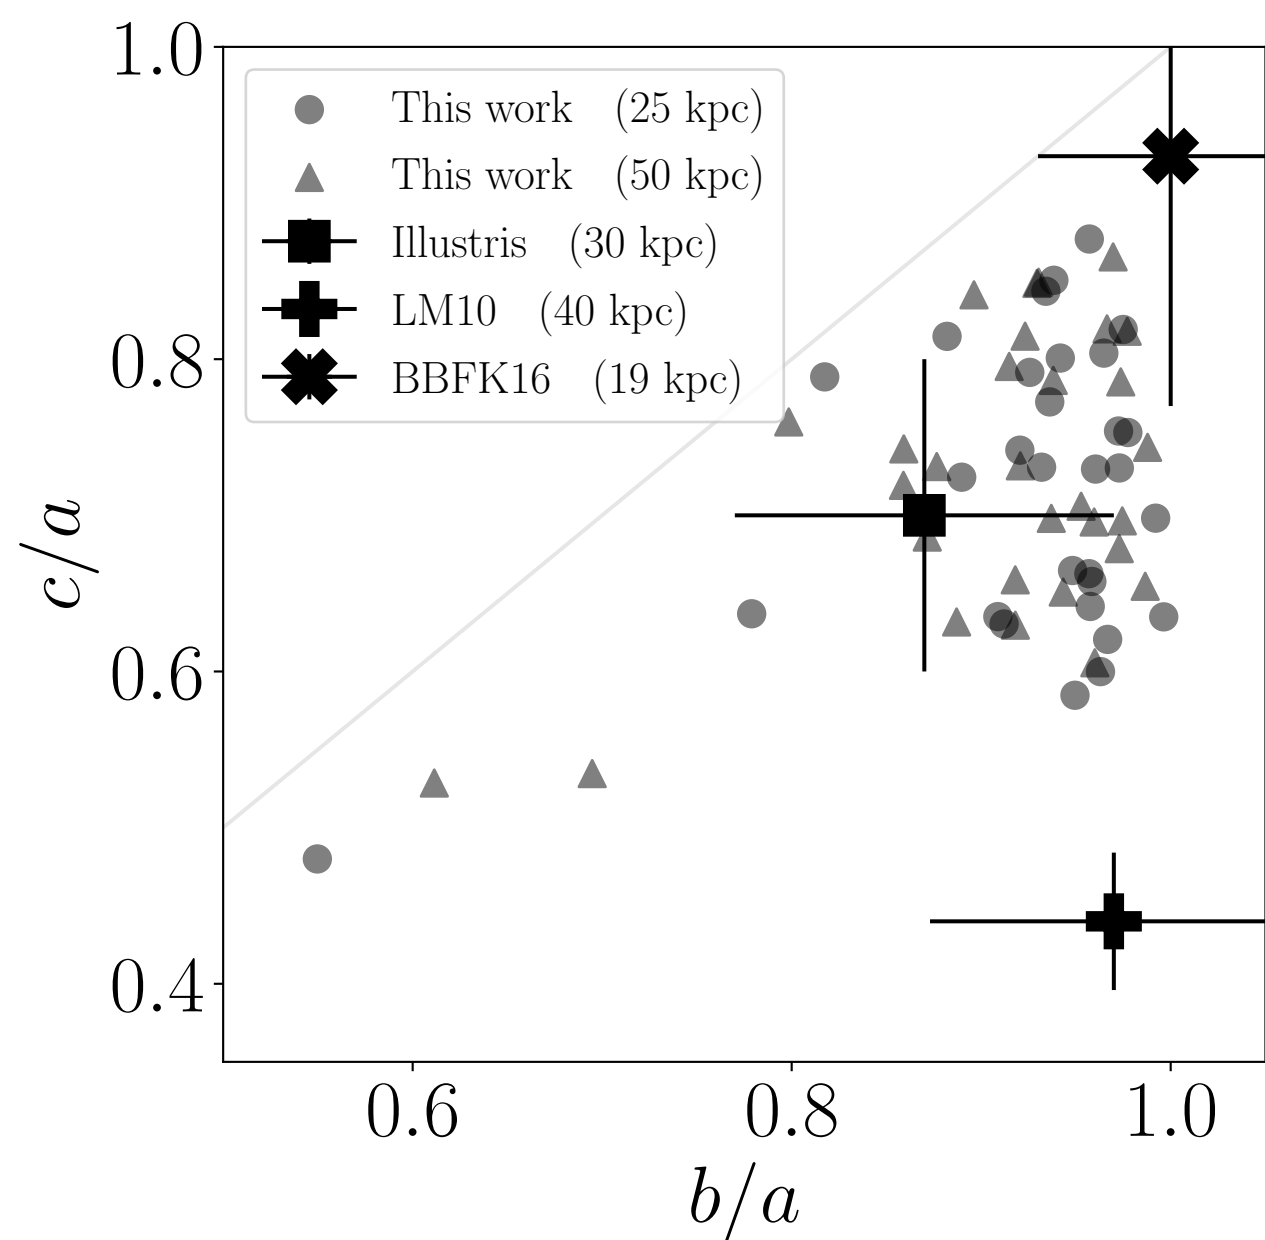 1.0
This work (25 kpc)
This work (50 kpc)
Illustris (30 kpc)
LM10 (40 kpc)
BBFK16 (19 kpc)
0.8
c/a
0.6
0.4
0.6 0.8 1.0
b/a